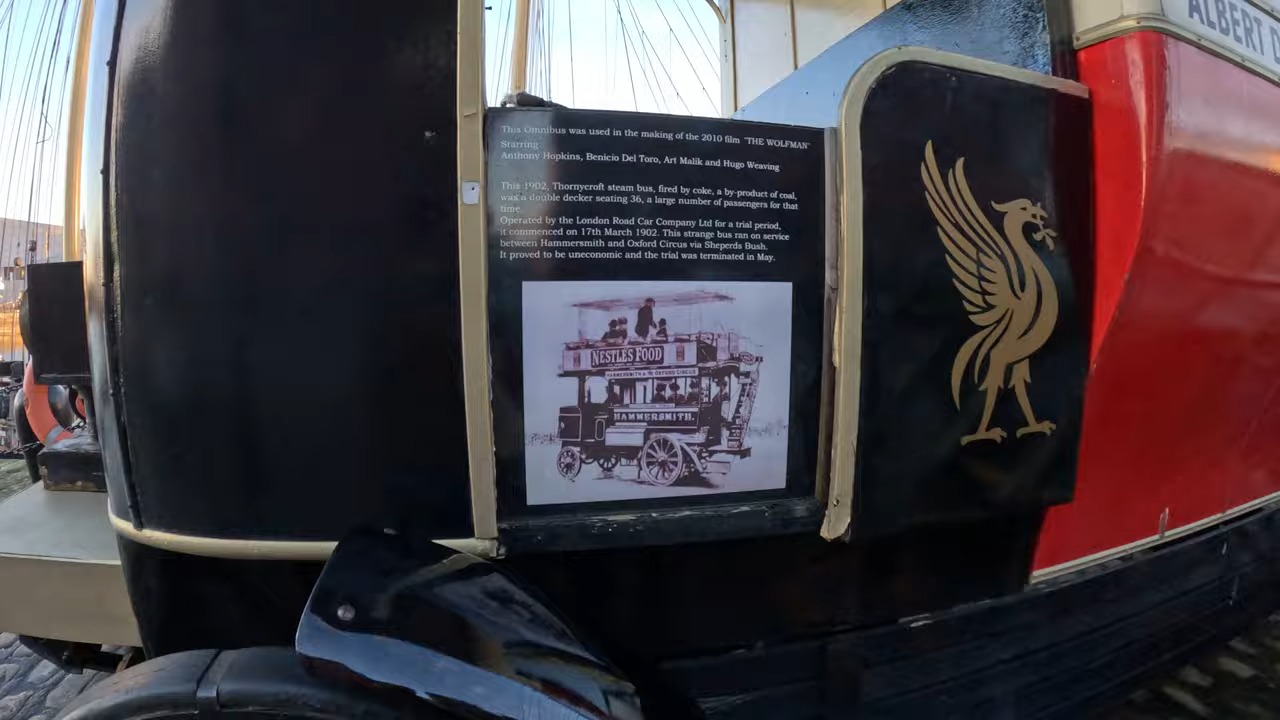 This Omnibus was used in the making of the 2010 film "THE WOLFMAN"
Starring
Anthony Hopkins, Benicio Del Toro, Art Malik and Hugo Weaving
This 1902, Thornycroft steam bus, fired by coke, a by-product of coal,
was a double decker seating 36, a large number of passengers for that
time.
Operated by the London Road Car Company Ltd for a trial period,
it commenced on 17th March 1902. This strange bus ran on service
between Hammersmith and Oxford Circus via Sheperds Bush.
It proved to be uneconomic and the trial was terminated in May.
NESTLES FOOD
HAMMERSMITH & OXFORD CIRCUS
HAMMERSMITH.
ALBERT D